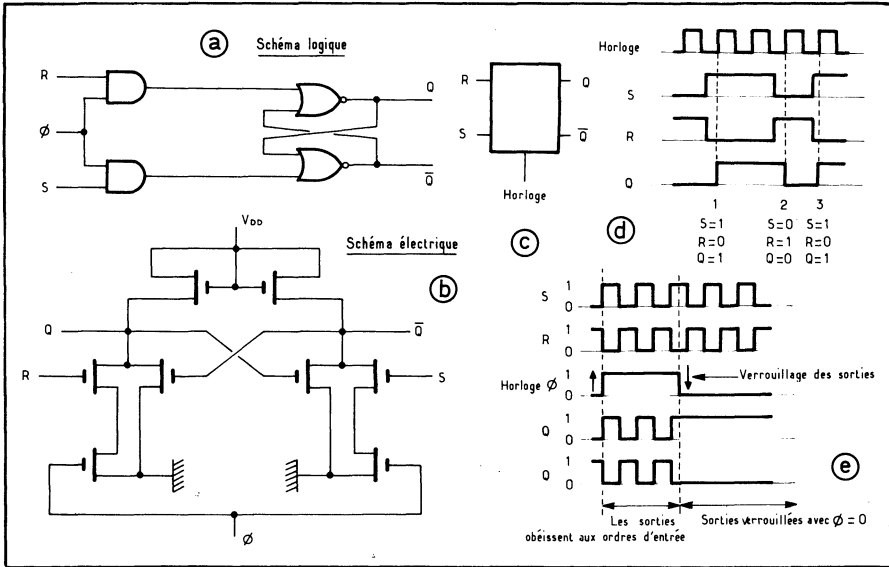 a Schéma logique
R
Ø
S
Q
Q̅
R
S
Q
Q̅
Horloge
c
Horloge
S
R
Q
1 2 3
S=1 S=0 S=1
R=0 R=1 R=0
Q=1 Q=0 Q=1
d
VDD
Schéma électrique
b
Q
Q̅
R
S
Ø
S 1
0
R 1
0
Horloge Ø 1
0
Verrouillage des sorties
Q 1
0
Q 1
0
e
Les sorties
obéissent aux ordres d'entrée
Sorties verrouillées avec Ø = 0